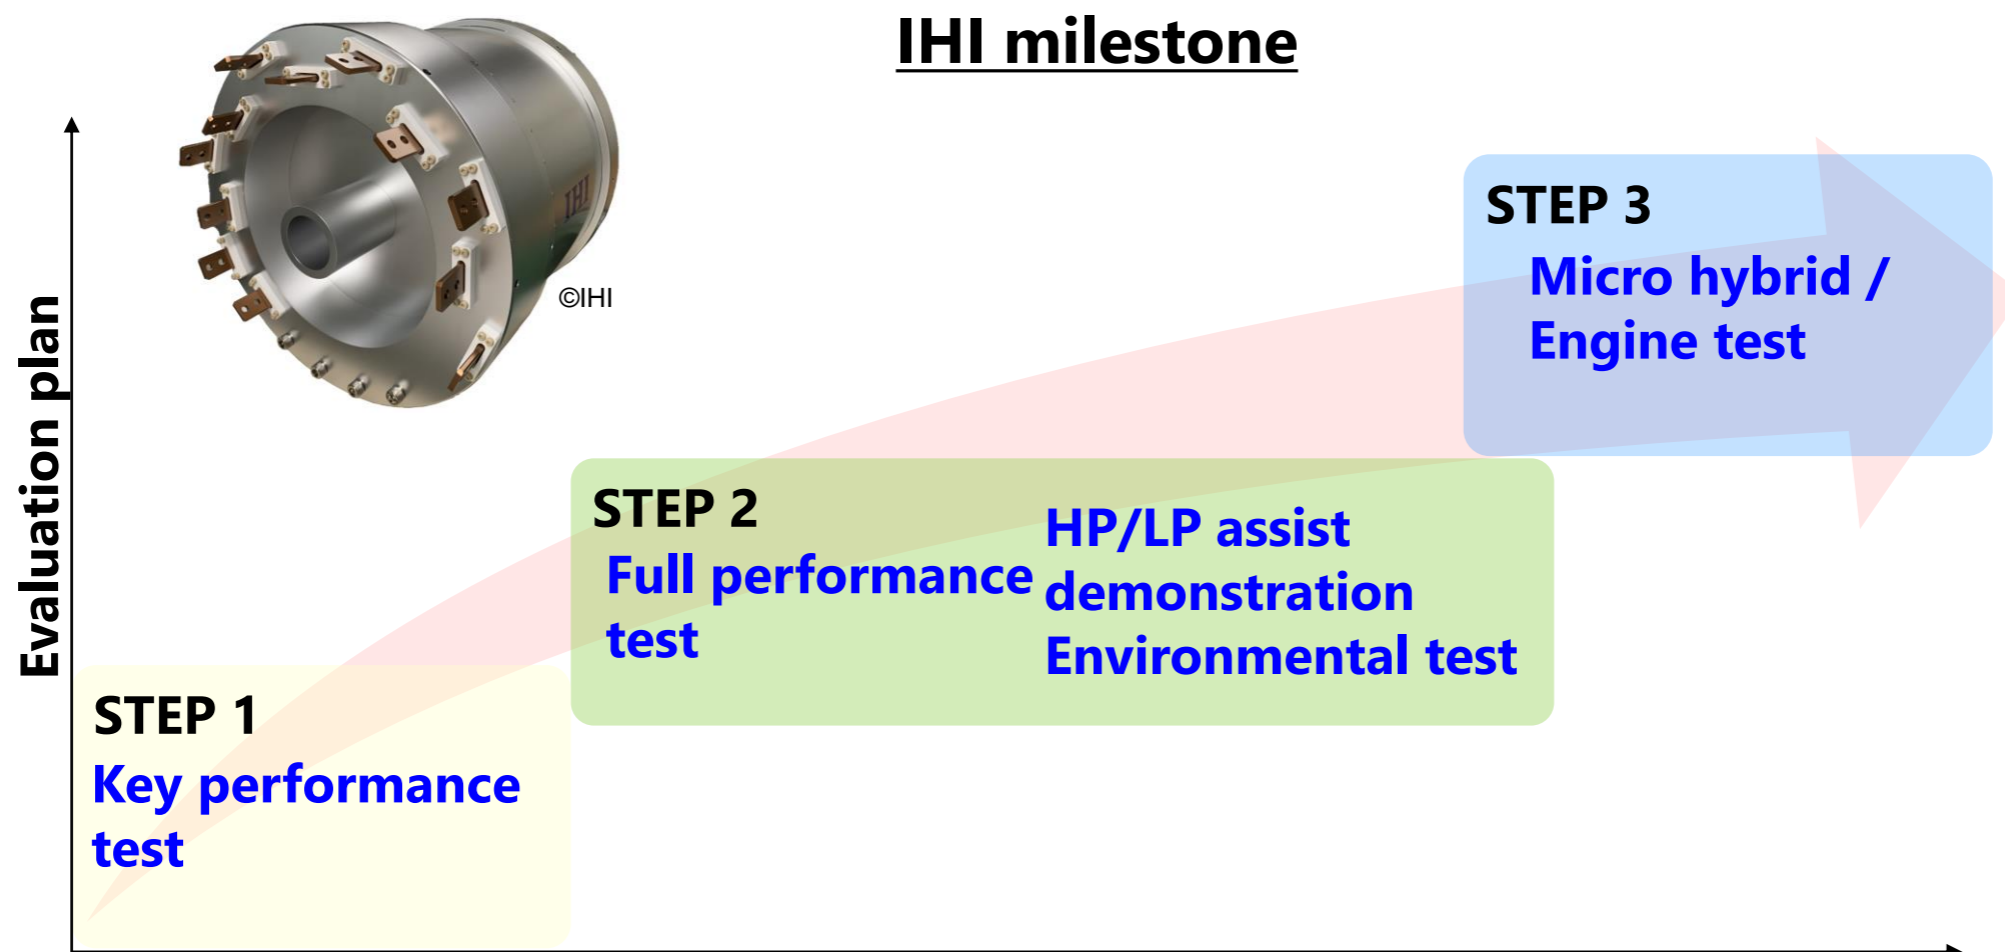 IHI milestone
IHI
©IHI
Evaluation plan
STEP 3
Micro hybrid /
Engine test
STEP 2
Full performance
test
HP/LP assist
demonstration
Environmental test
STEP 1
Key performance
test